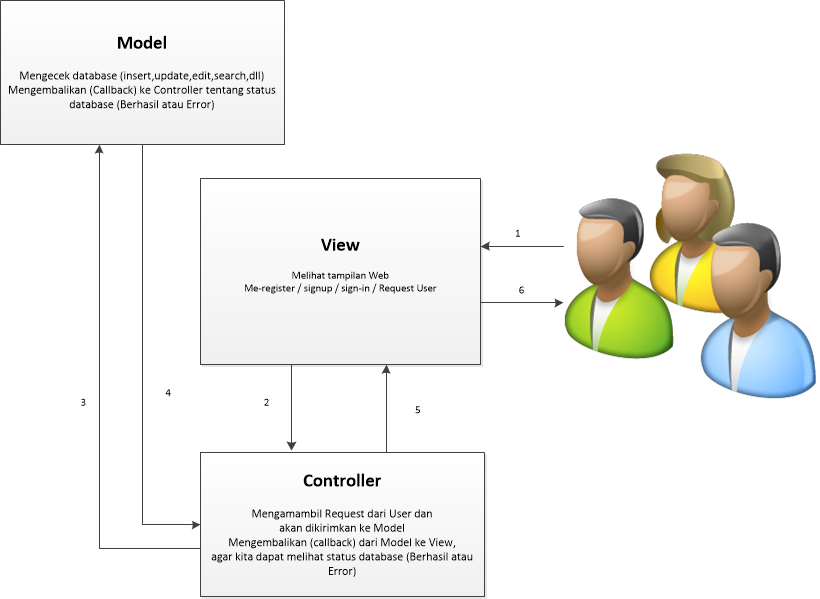 Model
Mengecek database (insert,update,edit,search,dll)
Mengembalikan (Callback) ke Controller tentang status
database (Berhasil atau Error)
View
Melihat tampilan Web
Me-register / signup / sign-in / Request User
1
6
3
4
2
5
Controller
Mengamambil Request dari User dan
akan dikirimkan ke Model
Mengembalikan (callback) dari Model ke View,
agar kita dapat melihat status database (Berhasil atau
Error)